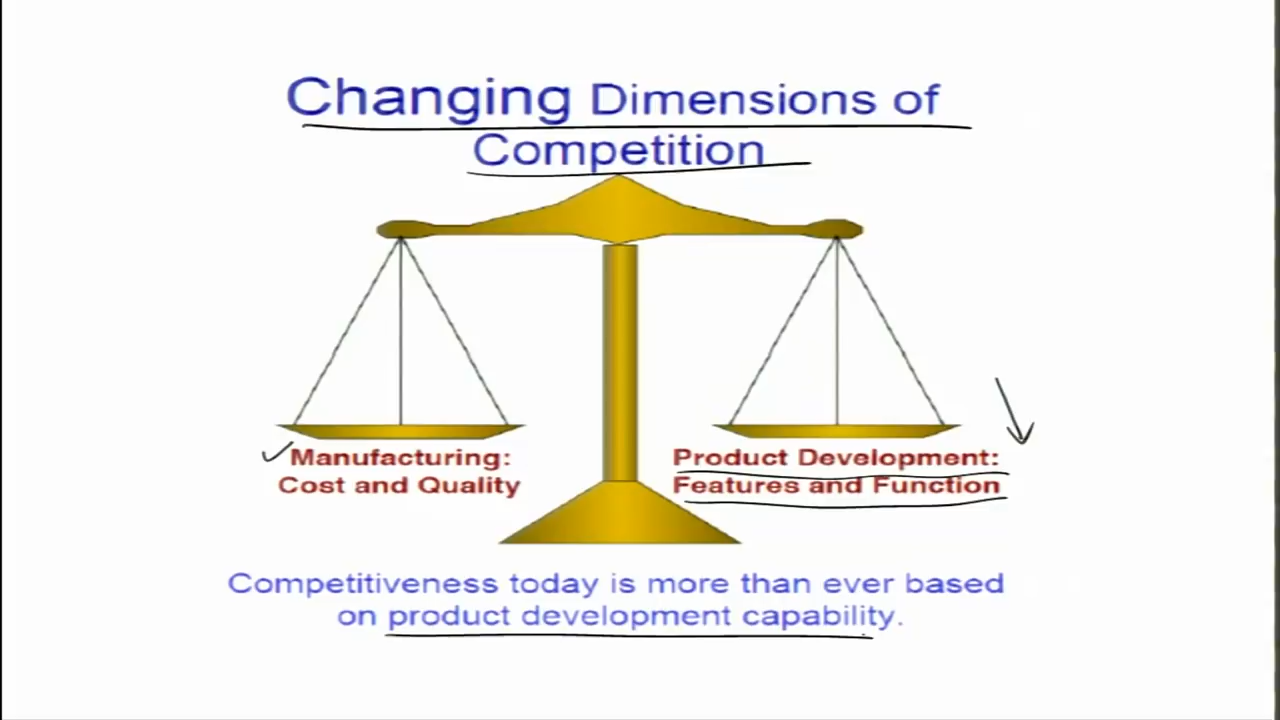 Changing Dimensions of
Competition
Manufacturing:
Cost and Quality
Product Development:
Features and Function
Competitiveness today is more than ever based
on product development capability.